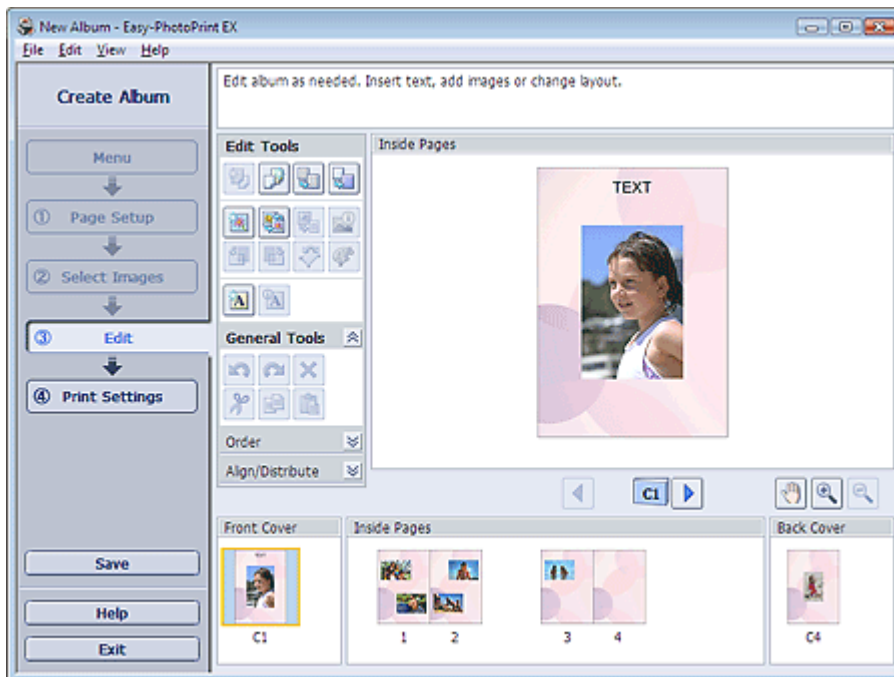 New Album - Easy-PhotoPrint EX
File Edit View Help
Create Album
Edit album as needed. Insert text, add images or change layout.
Menu
① Page Setup
② Select Images
③ Edit
④ Print Settings
Save
Help
Exit
Edit Tools
A A
General Tools
Order
Align/Distribute
Inside Pages
TEXT
C1
Front Cover
TEXT
C1
Inside Pages
1 2 3 4
Back Cover
C4